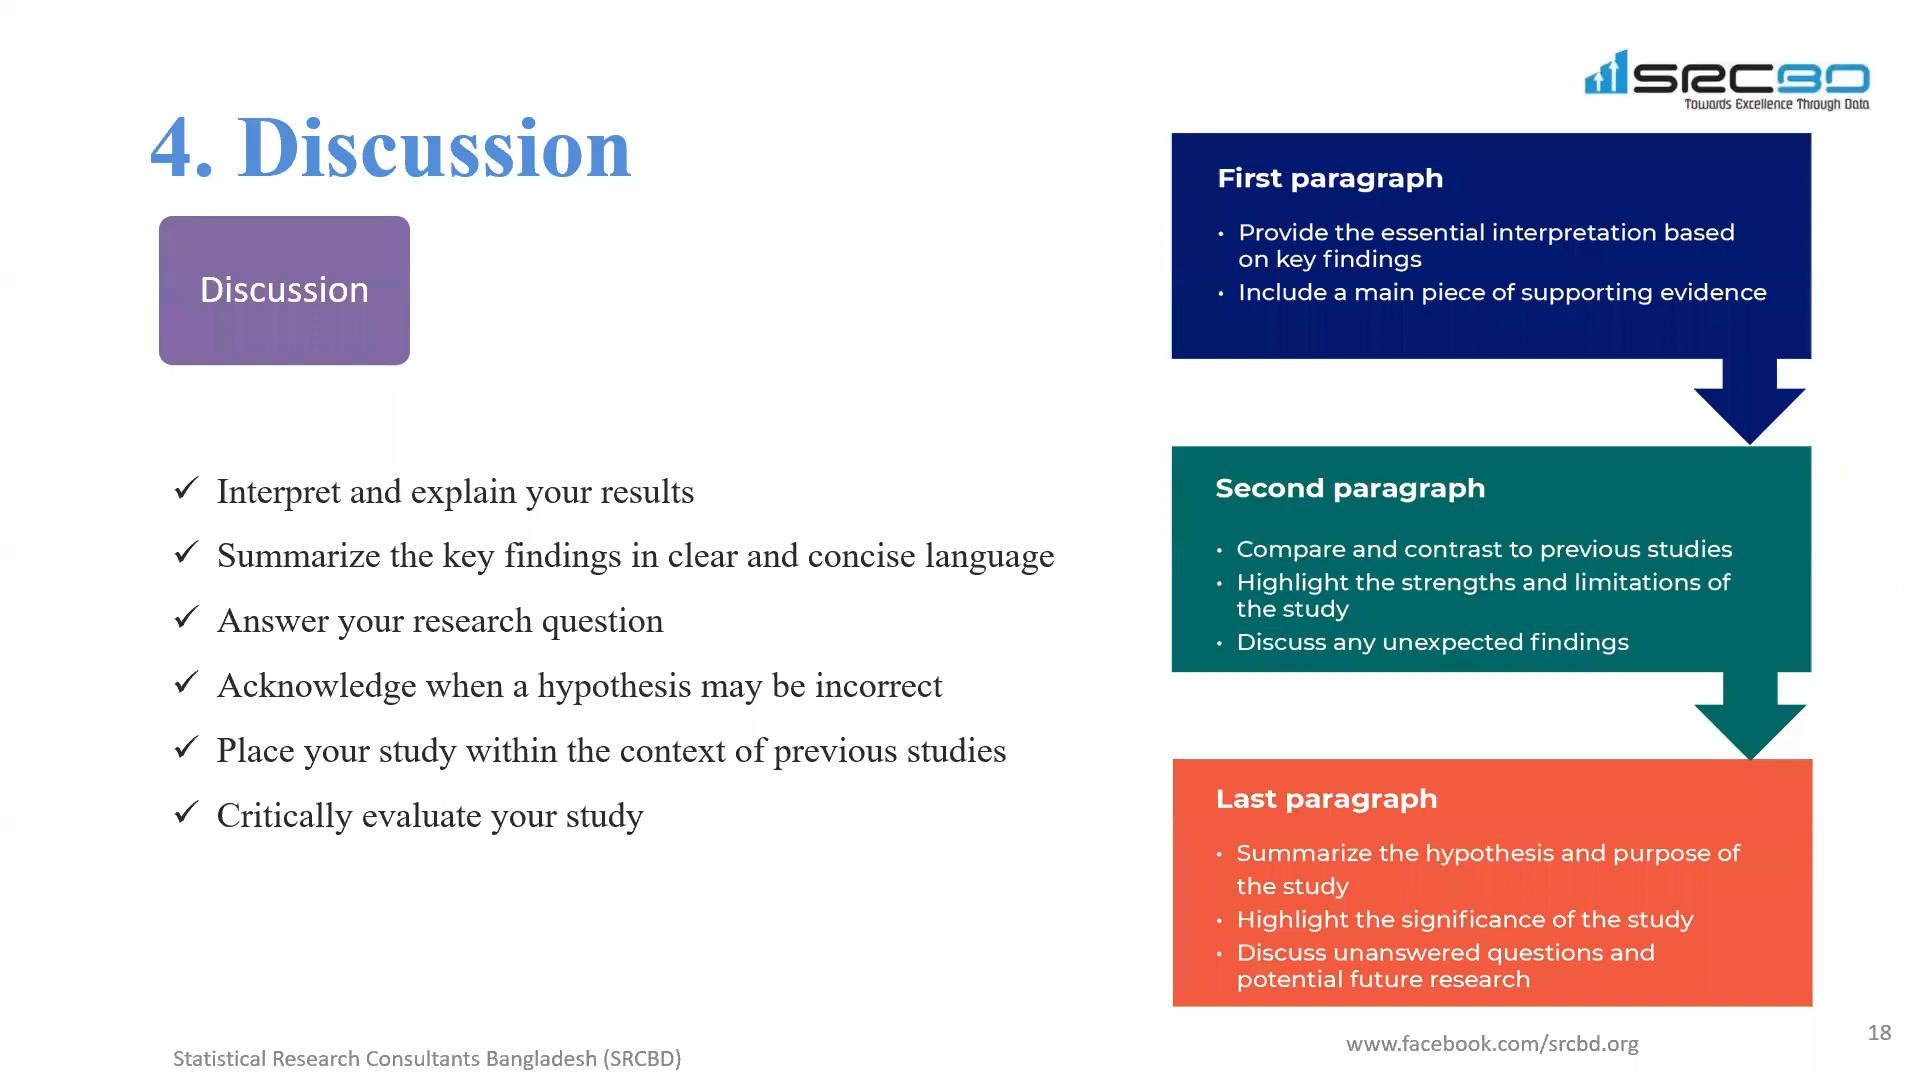 SRCBD
Towards Excellence Through Data
4. Discussion
Discussion
✓ Interpret and explain your results
✓ Summarize the key findings in clear and concise language
✓ Answer your research question
✓ Acknowledge when a hypothesis may be incorrect
✓ Place your study within the context of previous studies
✓ Critically evaluate your study
First paragraph
• Provide the essential interpretation based
on key findings
• Include a main piece of supporting evidence
Second paragraph
• Compare and contrast to previous studies
• Highlight the strengths and limitations of
the study
• Discuss any unexpected findings
Last paragraph
• Summarize the hypothesis and purpose of
the study
• Highlight the significance of the study
• Discuss unanswered questions and
potential future research
Statistical Research Consultants Bangladesh (SRCBD)
www.facebook.com/srcbd.org
18